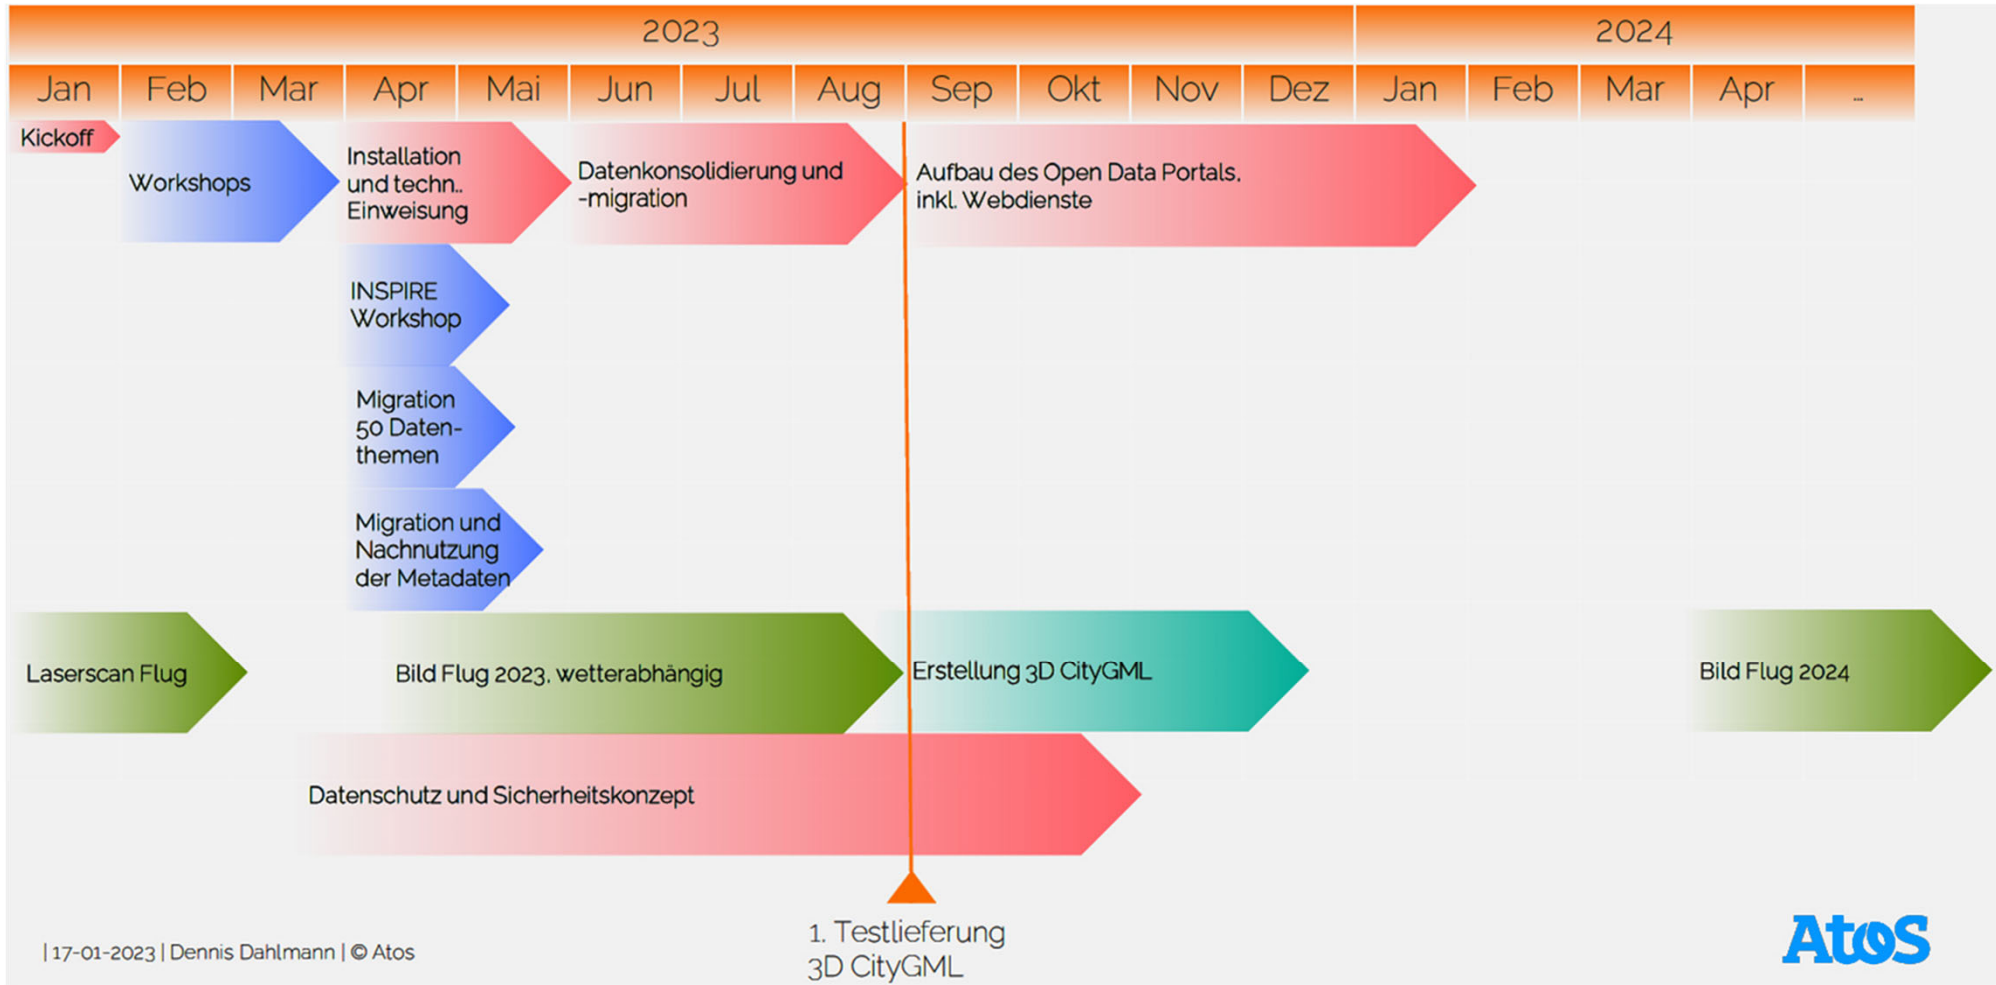 2023
2024
Jan
Feb
Mar
Apr
Mai
Jun
Jul
Aug
Sep
Okt
Nov
Dez
Jan
Feb
Mar
Apr
...
Kickoff
Workshops
Installation
und techn..
Einweisung
Datenkonsolidierung und
-migration
Aufbau des Open Data Portals,
inkl. Webdienste
INSPIRE
Workshop
Migration
50 Daten-
themen
Migration und
Nachnutzung
der Metadaten
Laserscan Flug
Bild Flug 2023, wetterabhängig
Erstellung 3D CityGML
Bild Flug 2024
Datenschutz und Sicherheitskonzept
1. Testlieferung
3D CityGML
| 17-01-2023 | Dennis Dahlmann | © Atos
Atos